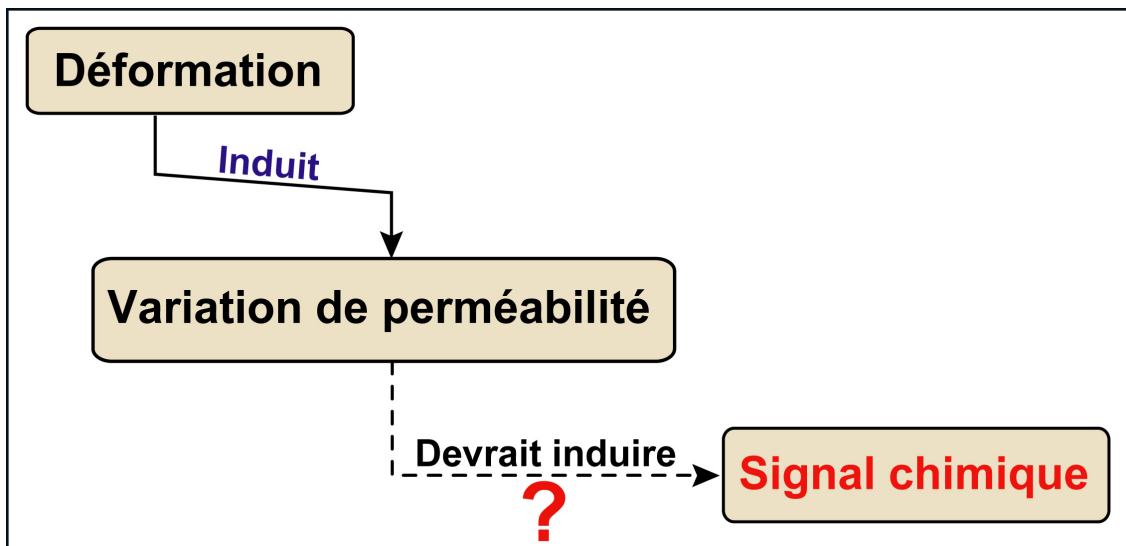 Déformation
Induit
Variation de perméabilité
Devrait induire
?
Signal chimique